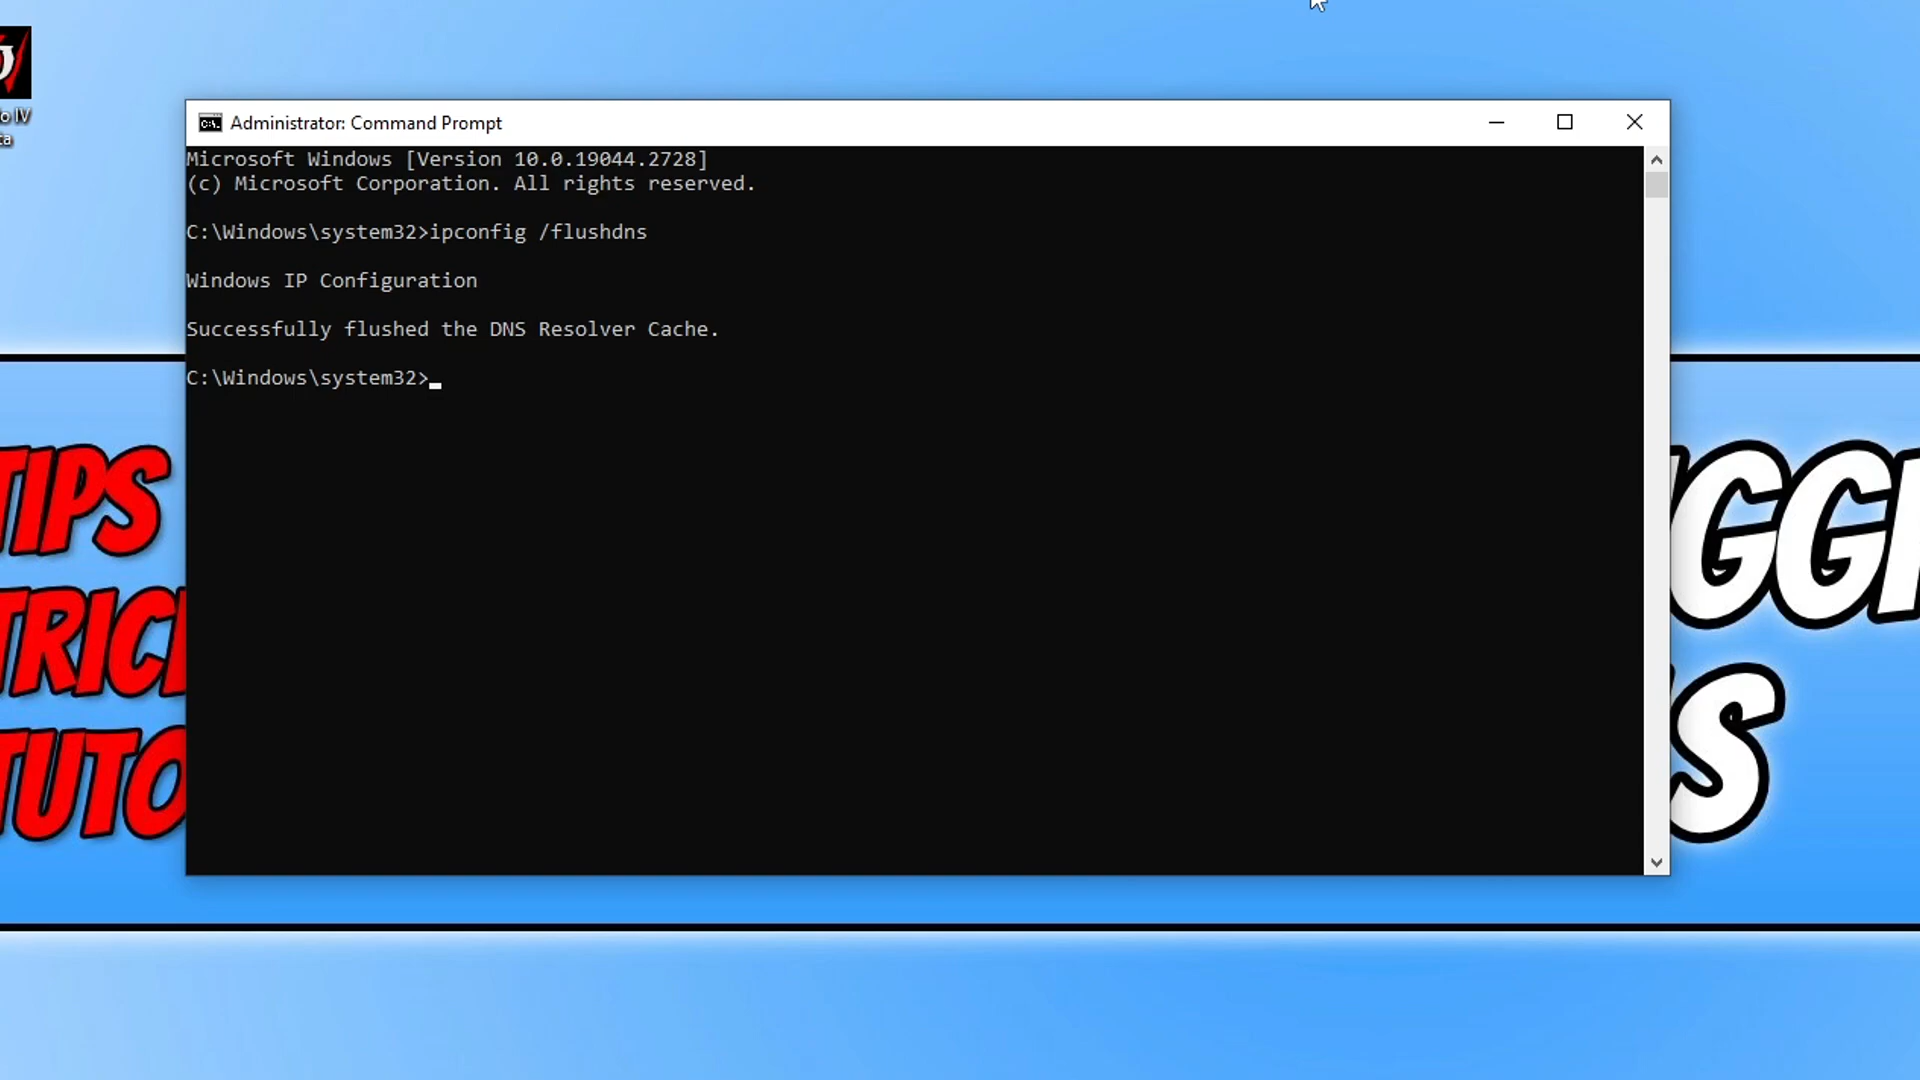 Administrator: Command Prompt
Microsoft Windows [Version 10.0.19044.2728]
(c) Microsoft Corporation. All rights reserved.
C:\Windows\system32>ipconfig /flushdns
Windows IP Configuration
Successfully flushed the DNS Resolver Cache.
C:\Windows\system32>
TIPS